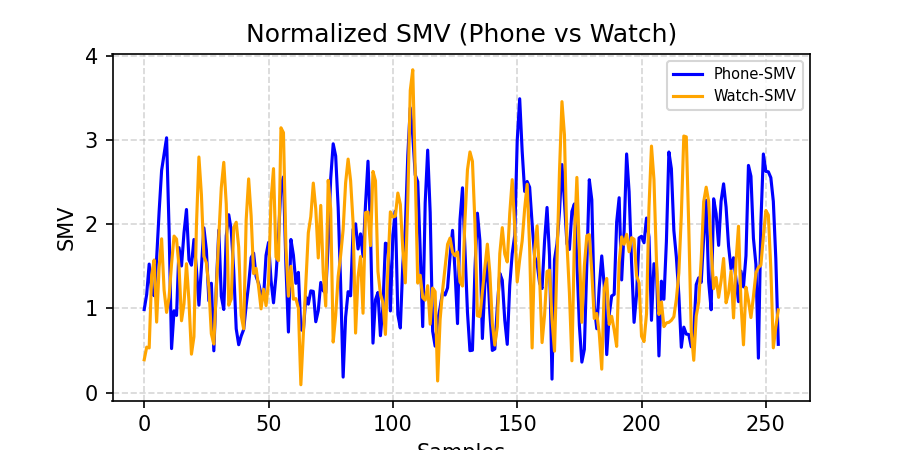 Normalized SMV (Phone vs Watch)
Phone-SMV
Watch-SMV
SMV
4
3
2
1
0
0 50 100 150 200 250
Samples